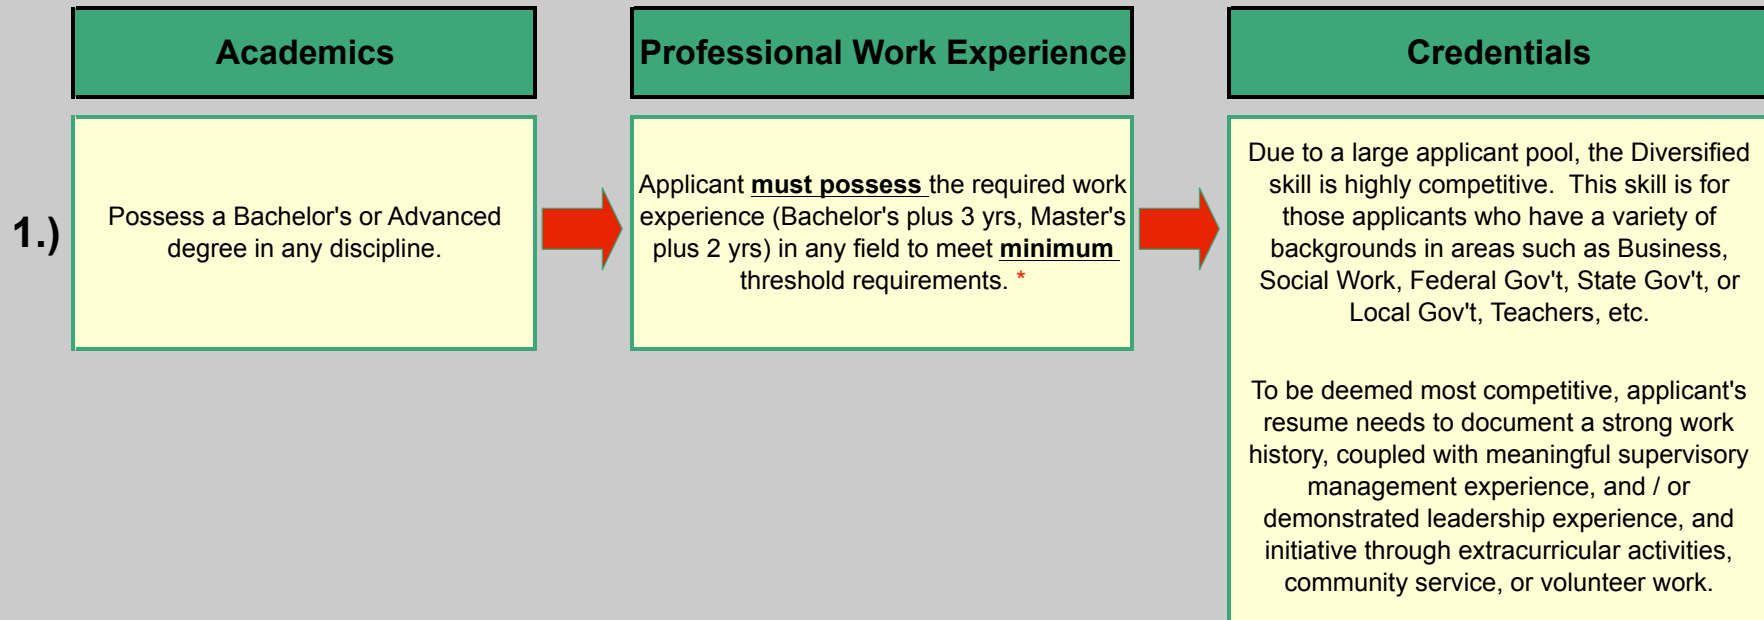 Academics
Professional Work Experience
Credentials
1.)
Possess a Bachelor's or Advanced
degree in any discipline.
Applicant must possess the required work
experience (Bachelor's plus 3 yrs, Master's
plus 2 yrs) in any field to meet minimum
threshold requirements. *
Due to a large applicant pool, the Diversified
skill is highly competitive.  This skill is for
those applicants who have a variety of
backgrounds in areas such as Business,
Social Work, Federal Gov't, State Gov't, or
Local Gov't, Teachers, etc.
To be deemed most competitive, applicant's
resume needs to document a strong work
history, coupled with meaningful supervisory
management experience, and / or
demonstrated leadership experience, and
initiative through extracurricular activities,
community service, or volunteer work.